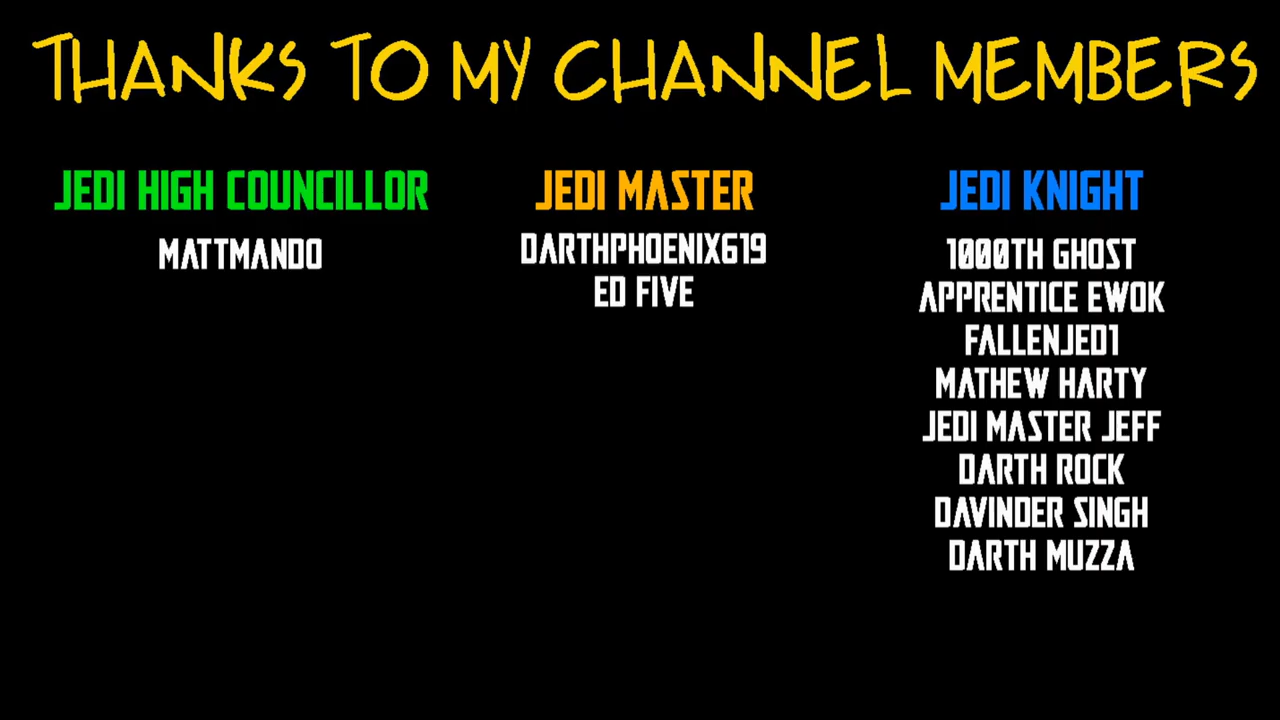 THANKS TO MY CHANNEL MEMBERS
JEDI HIGH COUNCILLOR
MATTMANDO
JEDI MASTER
DARTHPHOENIX619
ED FIVE
JEDI KNIGHT
1000TH GHOST
APPRENTICE EWOK
FALLENJED1
MATHEW HARTY
JEDI MASTER JEFF
DARTH ROCK
DAVINDER SINGH
DARTH MUZZA